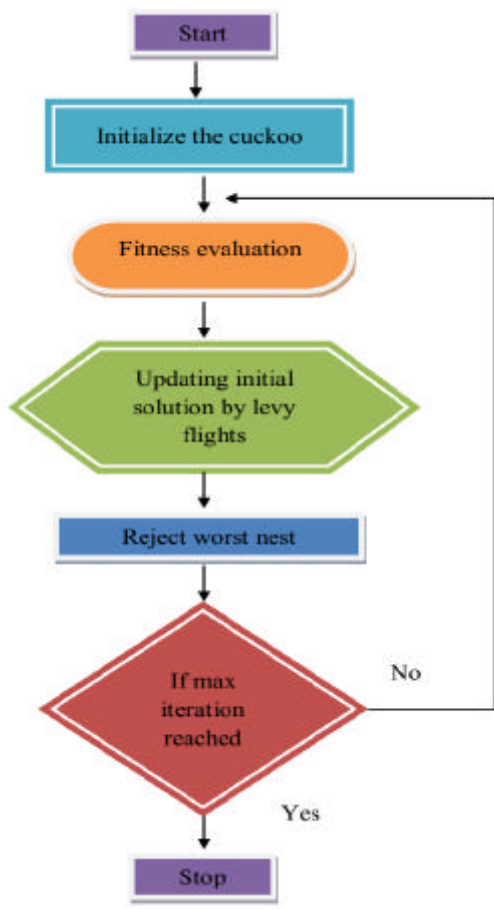 Start
Initialize the cuckoo
Fitness evaluation
Updating initial
solution by levy
flights
Reject worst nest
If max
iteration
reached
No
Yes
Stop